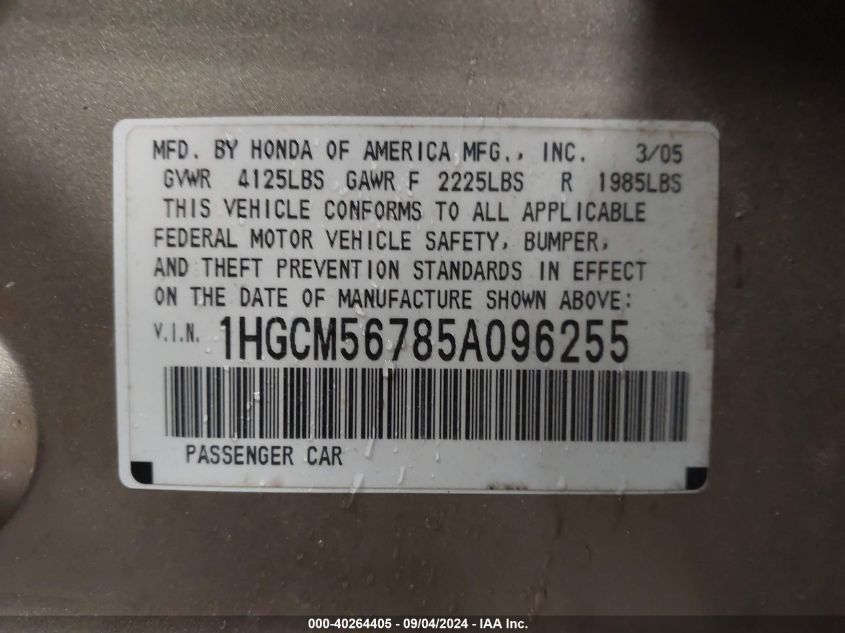 MFD. BY HONDA OF AMERICA MFG., INC. 3/05
GVWR 4125LBS GAWR F 2225LBS R 1985LBS
THIS VEHICLE CONFORMS TO ALL APPLICABLE
FEDERAL MOTOR VEHICLE SAFETY, BUMPER,
AND THEFT PREVENTION STANDARDS IN EFFECT
ON THE DATE OF MANUFACTURE SHOWN ABOVE:
V.I.N. 1HGCM56785A096255
PASSENGER CAR
000-40264405 - 09/04/2024 - IAA Inc.